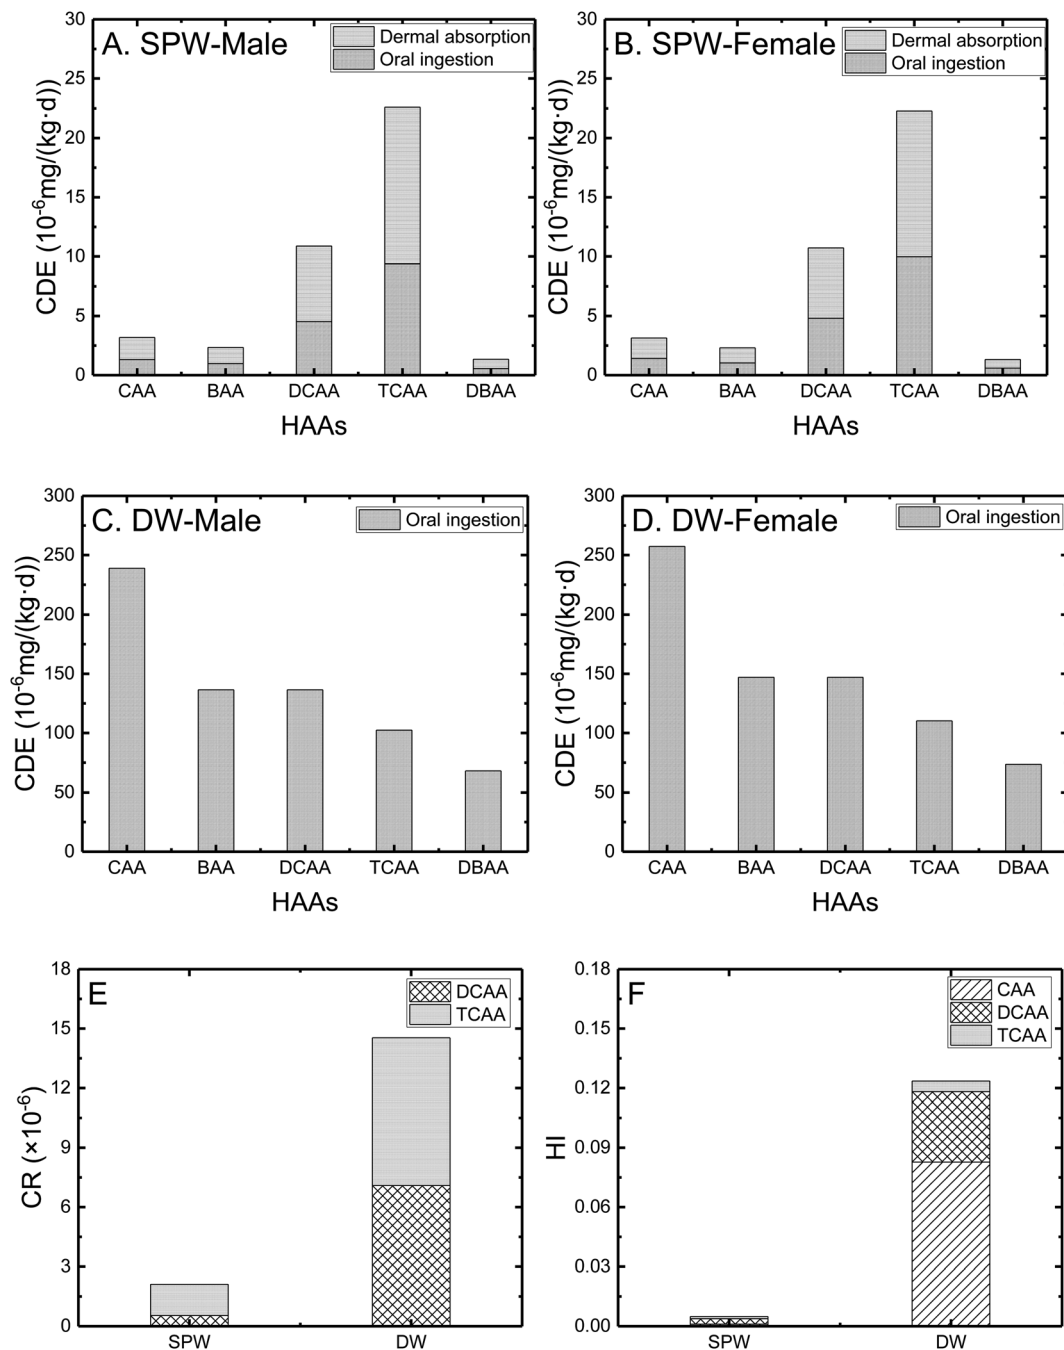 A. SPW-Male
Dermal absorption
Oral ingestion
30
25
20
15
10
5
0
CDE (10⁻⁶mg/(kg·d))
CAA BAA DCAA TCAA DBAA
HAAs
B. SPW-Female
Dermal absorption
Oral ingestion
30
25
20
15
10
5
0
CDE (10⁻⁶mg/(kg·d))
CAA BAA DCAA TCAA DBAA
HAAs
C. DW-Male
Oral ingestion
300
250
200
150
100
50
0
CDE (10⁻⁶mg/(kg·d))
CAA BAA DCAA TCAA DBAA
HAAs
D. DW-Female
Oral ingestion
300
250
200
150
100
50
0
CDE (10⁻⁶mg/(kg·d))
CAA BAA DCAA TCAA DBAA
HAAs
E
DCAA
TCAA
18
15
12
9
6
3
0
CR (×10⁻⁶)
SPW DW
F
CAA
DCAA
TCAA
0.18
0.15
0.12
0.09
0.06
0.03
0.00
HI
SPW DW